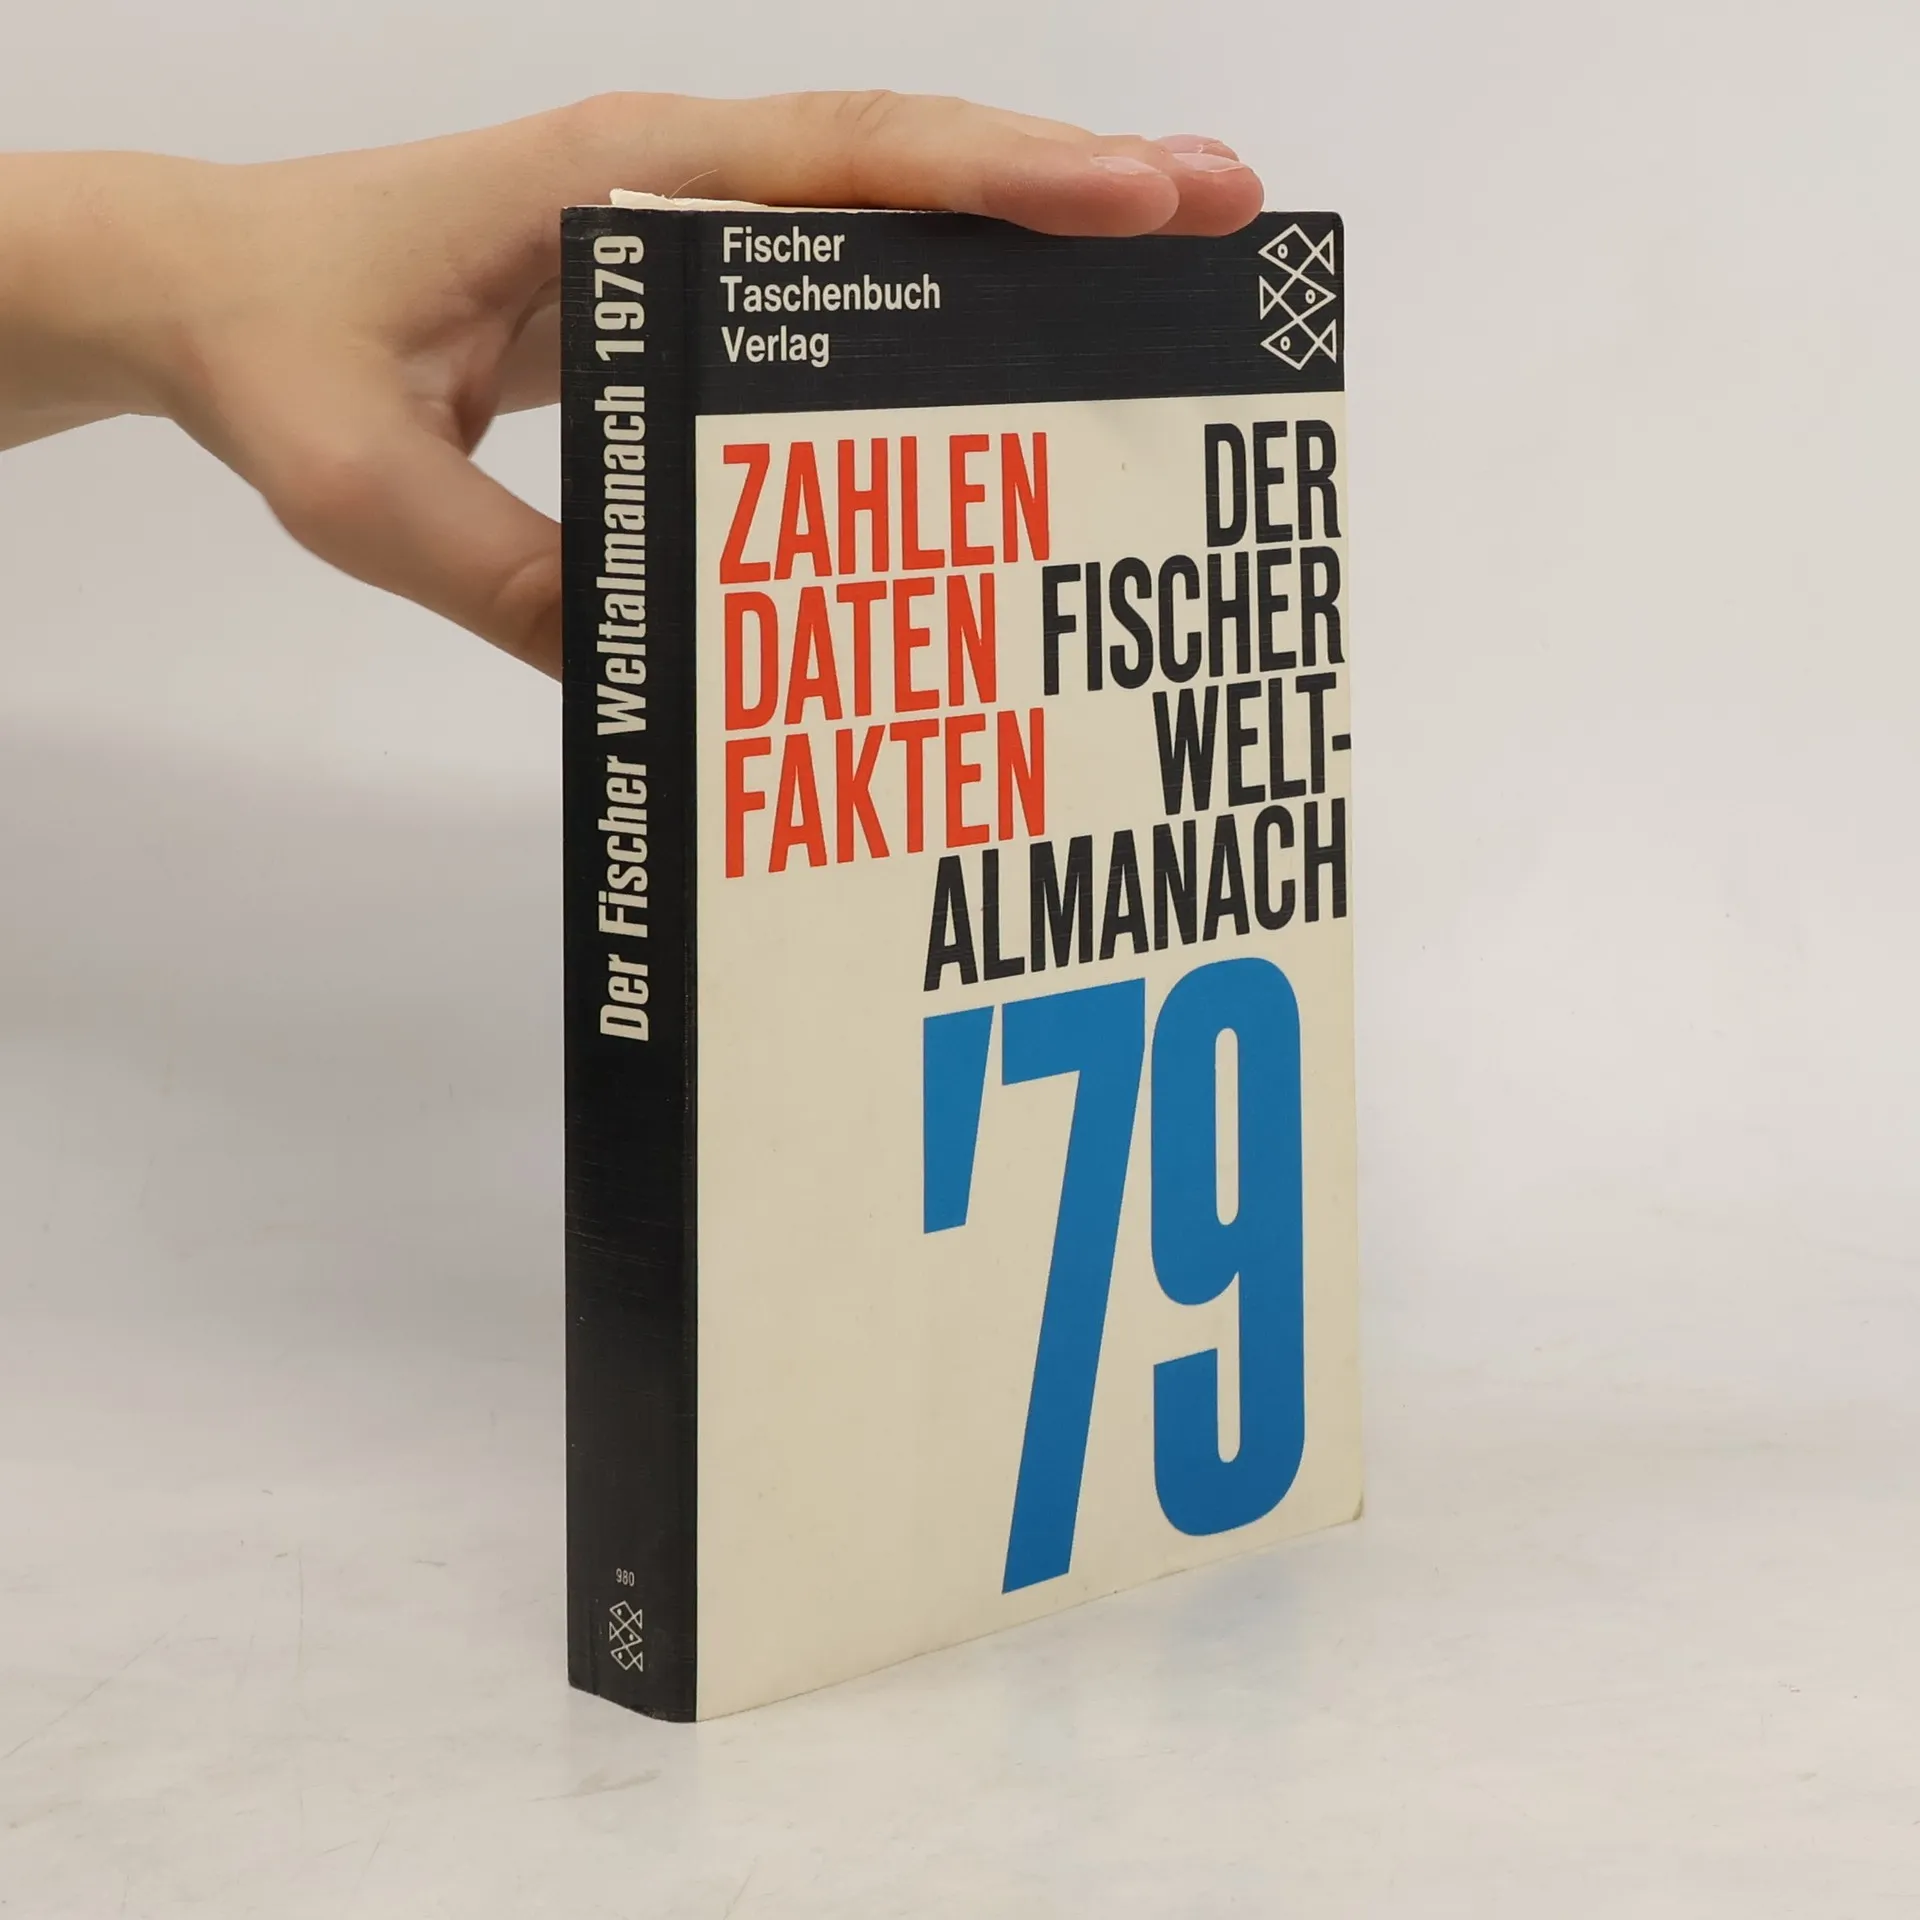 Der Fischer Weltalmanach 1979
980
Fischer
Taschenbuch
Verlag
ZAHLEN
DATEN
FAKTEN
DER
FISCHER
WELT-
ALMANACH
'79